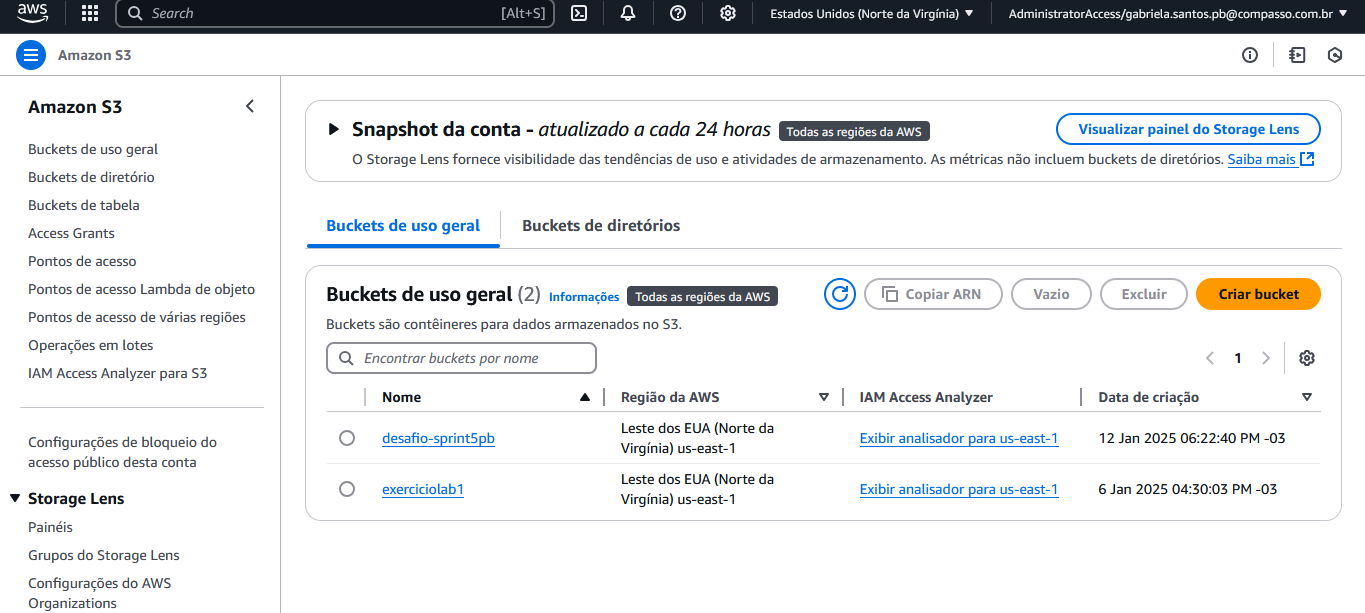 aws
Search [Alt+S]
Estados Unidos (Norte da Virgínia)
AdministratorAccess/gabriela.santos.pb@compasso.com.br
Amazon S3
Amazon S3
Buckets de uso geral
Buckets de diretório
Buckets de tabela
Access Grants
Pontos de acesso
Pontos de acesso Lambda de objeto
Pontos de acesso de várias regiões
Operações em lotes
IAM Access Analyzer para S3
Configurações de bloqueio do
acesso público desta conta
Storage Lens
Painéis
Grupos do Storage Lens
Configurações do AWS
Organizations
Snapshot da conta - atualizado a cada 24 horas Todas as regiões da AWS
Visualizar painel do Storage Lens
O Storage Lens fornece visibilidade das tendências de uso e atividades de armazenamento. As métricas não incluem buckets de diretórios. Saiba mais
Buckets de uso geral
Buckets de diretórios
Buckets de uso geral (2) Informações Todas as regiões da AWS
Copiar ARN
Vazio
Excluir
Criar bucket
Buckets são contêineres para dados armazenados no S3.
Encontrar buckets por nome
1
Nome
Região da AWS
IAM Access Analyzer
Data de criação
desafio-sprint5pb
Leste dos EUA (Norte da
Virgínia) us-east-1
Exibir analisador para us-east-1
12 Jan 2025 06:22:40 PM -03
exerciciolab1
Leste dos EUA (Norte da
Virgínia) us-east-1
Exibir analisador para us-east-1
6 Jan 2025 04:30:03 PM -03